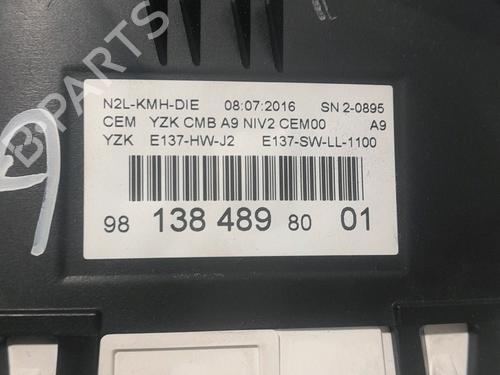 B-PARTS
N2L-KMH-DIE 08:07:2016 SN 2-0895
CEM YZK CMB A9 NIV2 CEM00 A9
YZK E137-HW-J2 E137-SW-LL-1100
98 138 489 80 01